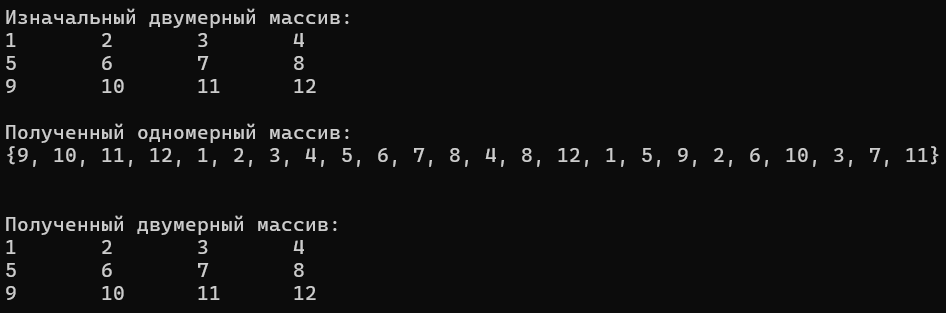 Изначальный двумерный массив:
1 2 3 4
5 6 7 8
9 10 11 12
Полученный одномерный массив:
{9, 10, 11, 12, 1, 2, 3, 4, 5, 6, 7, 8, 4, 8, 12, 1, 5, 9, 2, 6, 10, 3, 7, 11}
Полученный двумерный массив:
1 2 3 4
5 6 7 8
9 10 11 12